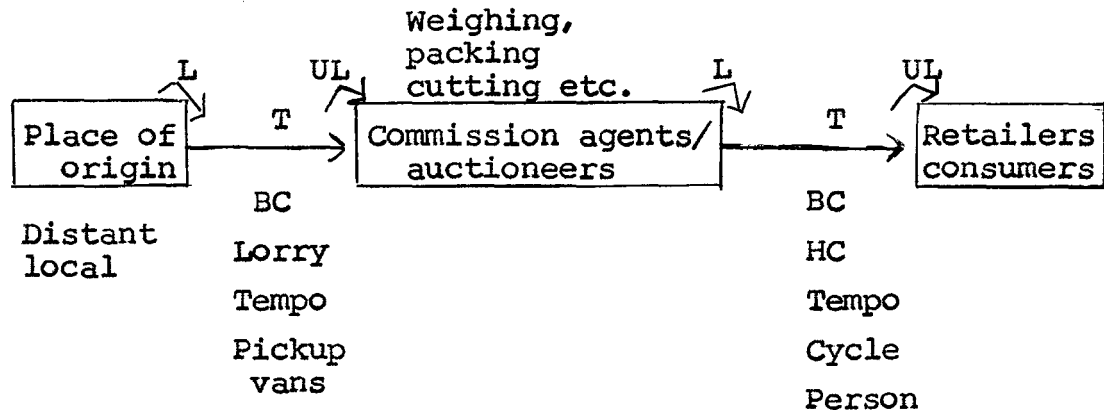 Weighing,
packing
cutting etc.
L
UL
L
UL
Place of
origin
T
Commission agents/
auctioneers
T
Retailers
consumers
Distant
local
BC
Lorry
Tempo
Pickup
vans
BC
HC
Tempo
Cycle
Person